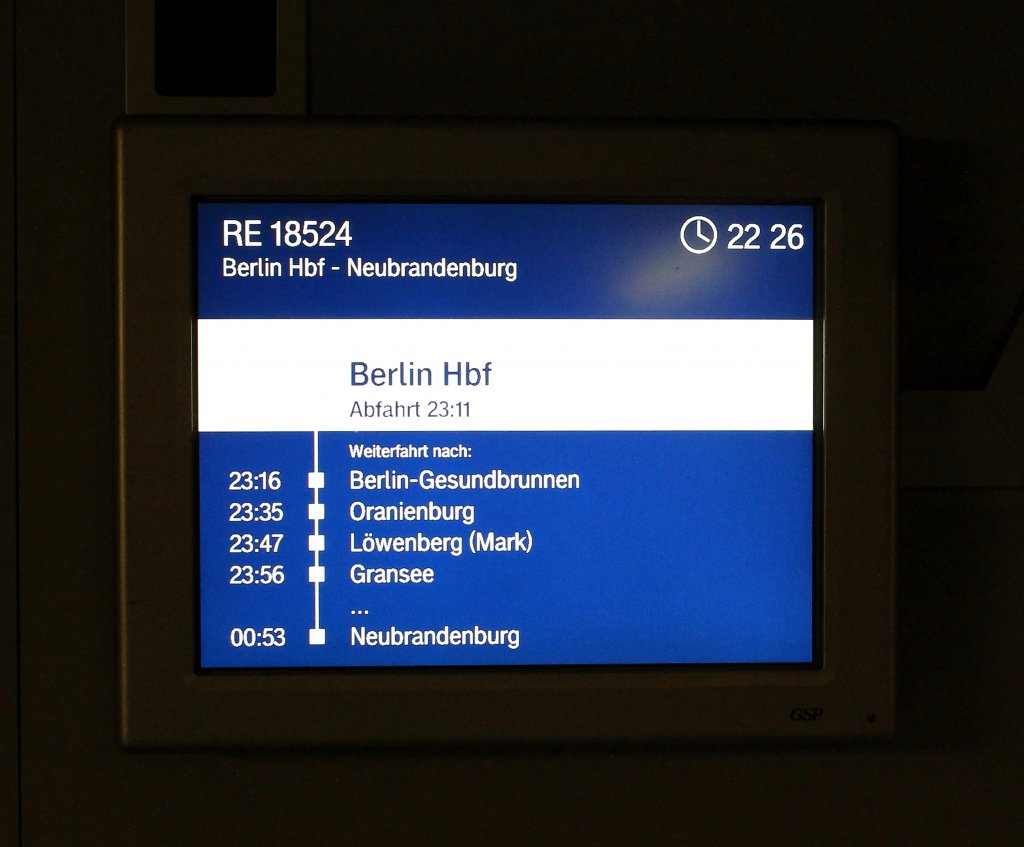 RE 18524
22 26
Berlin Hbf - Neubrandenburg
Berlin Hbf
Abfahrt 23:11
Weiterfahrt nach:
23:16 Berlin-Gesundbrunnen
23:35 Oranienburg
23:47 Löwenberg (Mark)
23:56 Gransee
...
00:53 Neubrandenburg
GSP